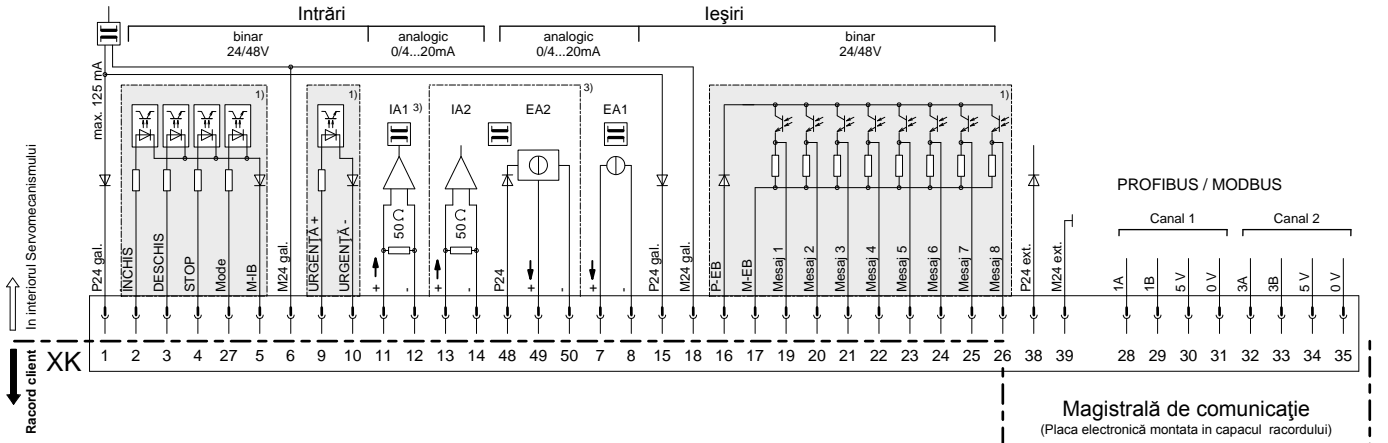 Intrări
Ieşiri
binar
24/48V
analogic
0/4...20mA
analogic
0/4...20mA
binar
24/48V
max. 125 mA
1)
1)
IA1 3)
IA2
3)
EA2
EA1
1)
50 Ω
50 Ω
PROFIBUS / MODBUS
Canal 1
Canal 2
P24 gal.
ÎNCHIS
DESCHIS
STOP
Mode
M-IB
M24 gal.
URGENŢĂ +
URGENŢĂ -
+
-
+
-
P24
+
-
+
-
P24 gal.
M24 gal.
P-EB
M-EB
Mesaj 1
Mesaj 2
Mesaj 3
Mesaj 4
Mesaj 5
Mesaj 6
Mesaj 7
Mesaj 8
P24 ext.
M24 ext.
1A
1B
5 V
0 V
3A
3B
5 V
0 V
In interiorul Servomecanismului
Racord client
XK
1 2 3 4 27 5 6 9 10 11 12 13 14 48 49 50 7 8 15 18 16 17 19 20 21 22 23 24 25 26 38 39 28 29 30 31 32 33 34 35
Magistrală de comunicaţie
(Placa electronică montata in capacul racordului)